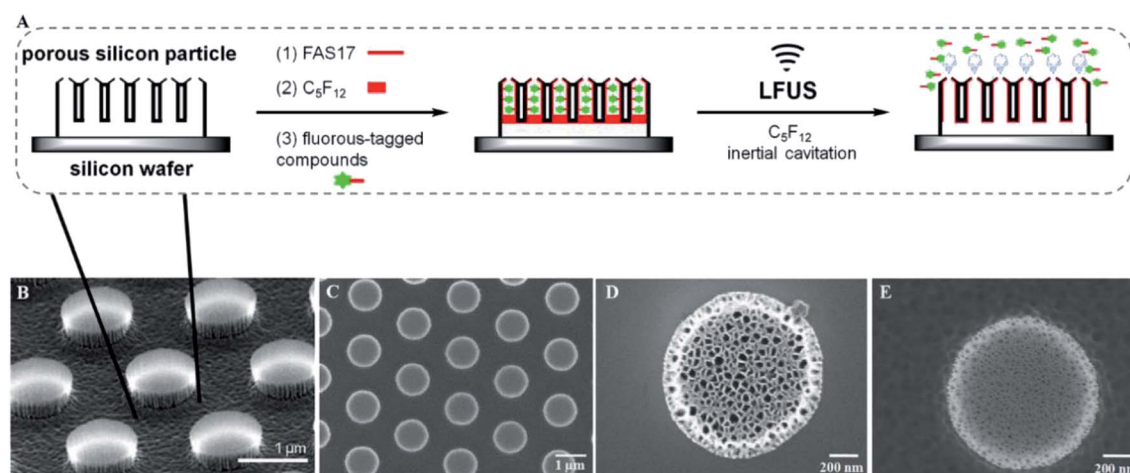 A
porous silicon particle
silicon wafer
(1) FAS17
(2) C₅F₁₂
(3) fluorous-tagged
compounds
LFUS
C₅F₁₂
inertial cavitation
B
1 μm
C
1 μm
D
200 nm
E
200 nm